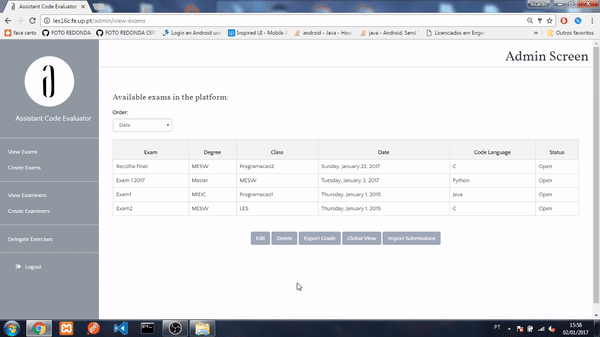 Assistant Code Evaluator
Ricardo
les16c.fe.up.pt/admin/view-exams
face certo
FOTO REDONDA
FOTO REDONDA CER
Login en Android usan
Inspired UI - Mobile A
android - Java - How
java - Android, Send
Licenciados em Enger
»
Outros favoritos
Admin Screen
Assistant Code Evaluator
View Exams
Create Exams
View Examiners
Create Examiners
Delegate Exercises
Logout
Available exams in the platform:
Order:
Date
Exam Degree Class Date Code Language Status
Recolha Final MESW Programacao2 Sunday, January 22, 2017 C Open
Exam 1 2017 Master MESW Tuesday, January 3, 2017 Python Open
Exam1 MIEIC Programacao1 Thursday, January 1, 2015 Java Open
Exam2 MESW LES Thursday, January 1, 2015 C Open
Edit Delete Export Grade Global View Import Submissions
PT
15:58
02/01/2017